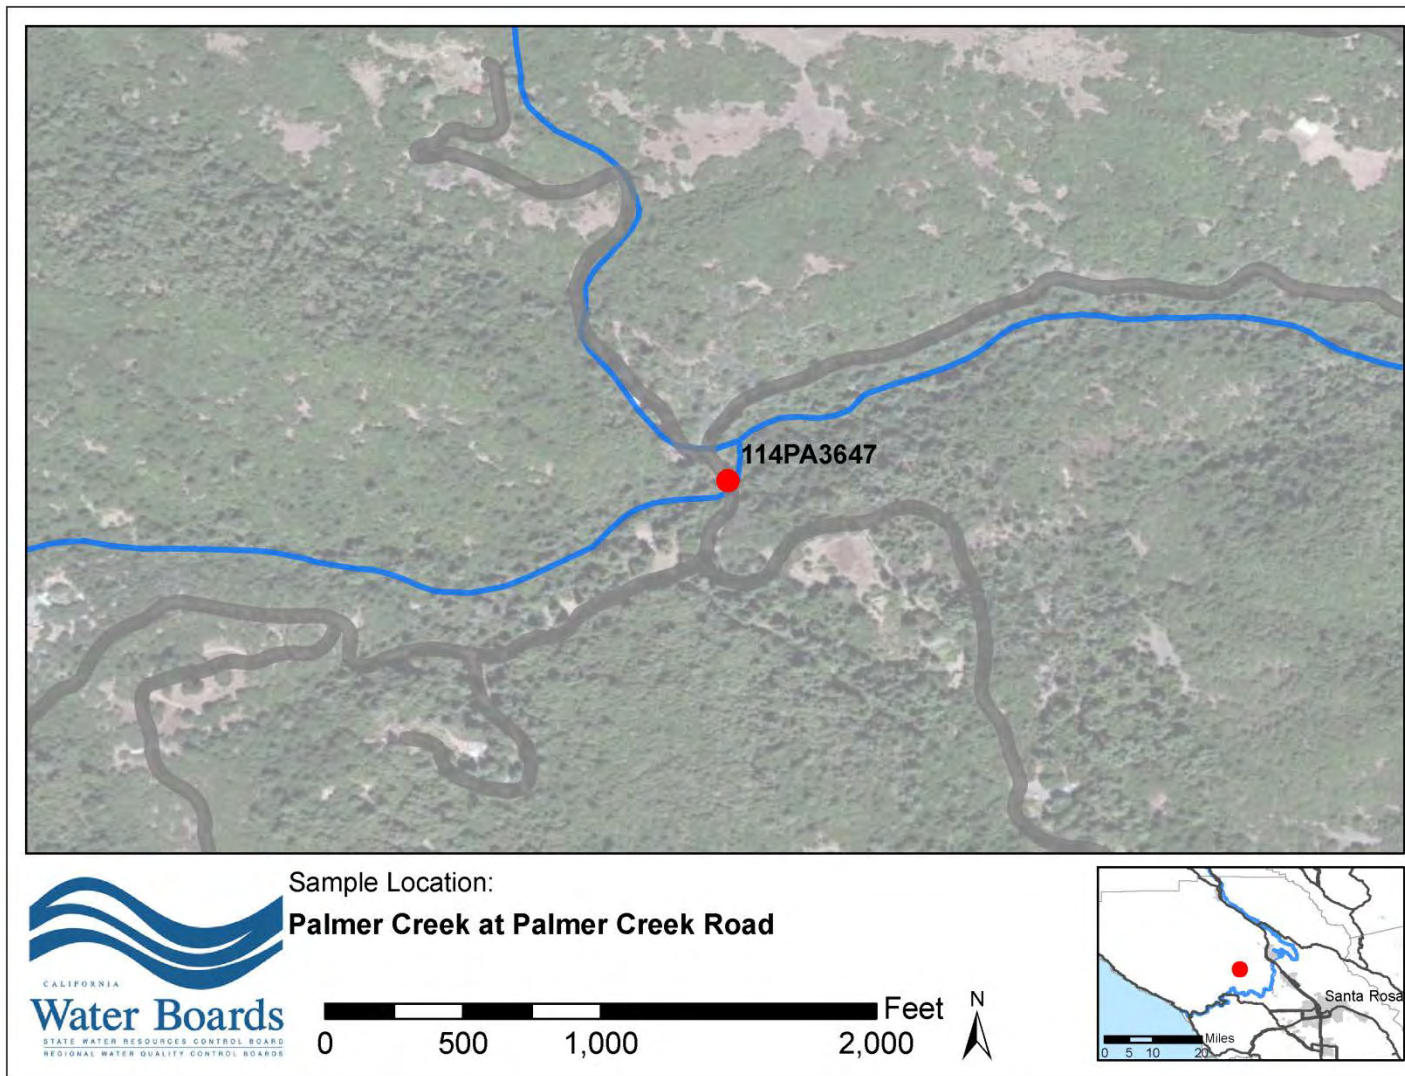 114PA3647
Sample Location:
Palmer Creek at Palmer Creek Road
CALIFORNIA
Water Boards
STATE WATER RESOURCES CONTROL BOARD
REGIONAL WATER QUALITY CONTROL BOARDS
Feet
0 500 1,000 2,000
N
Santa Rosa
Miles
0 5 10 20